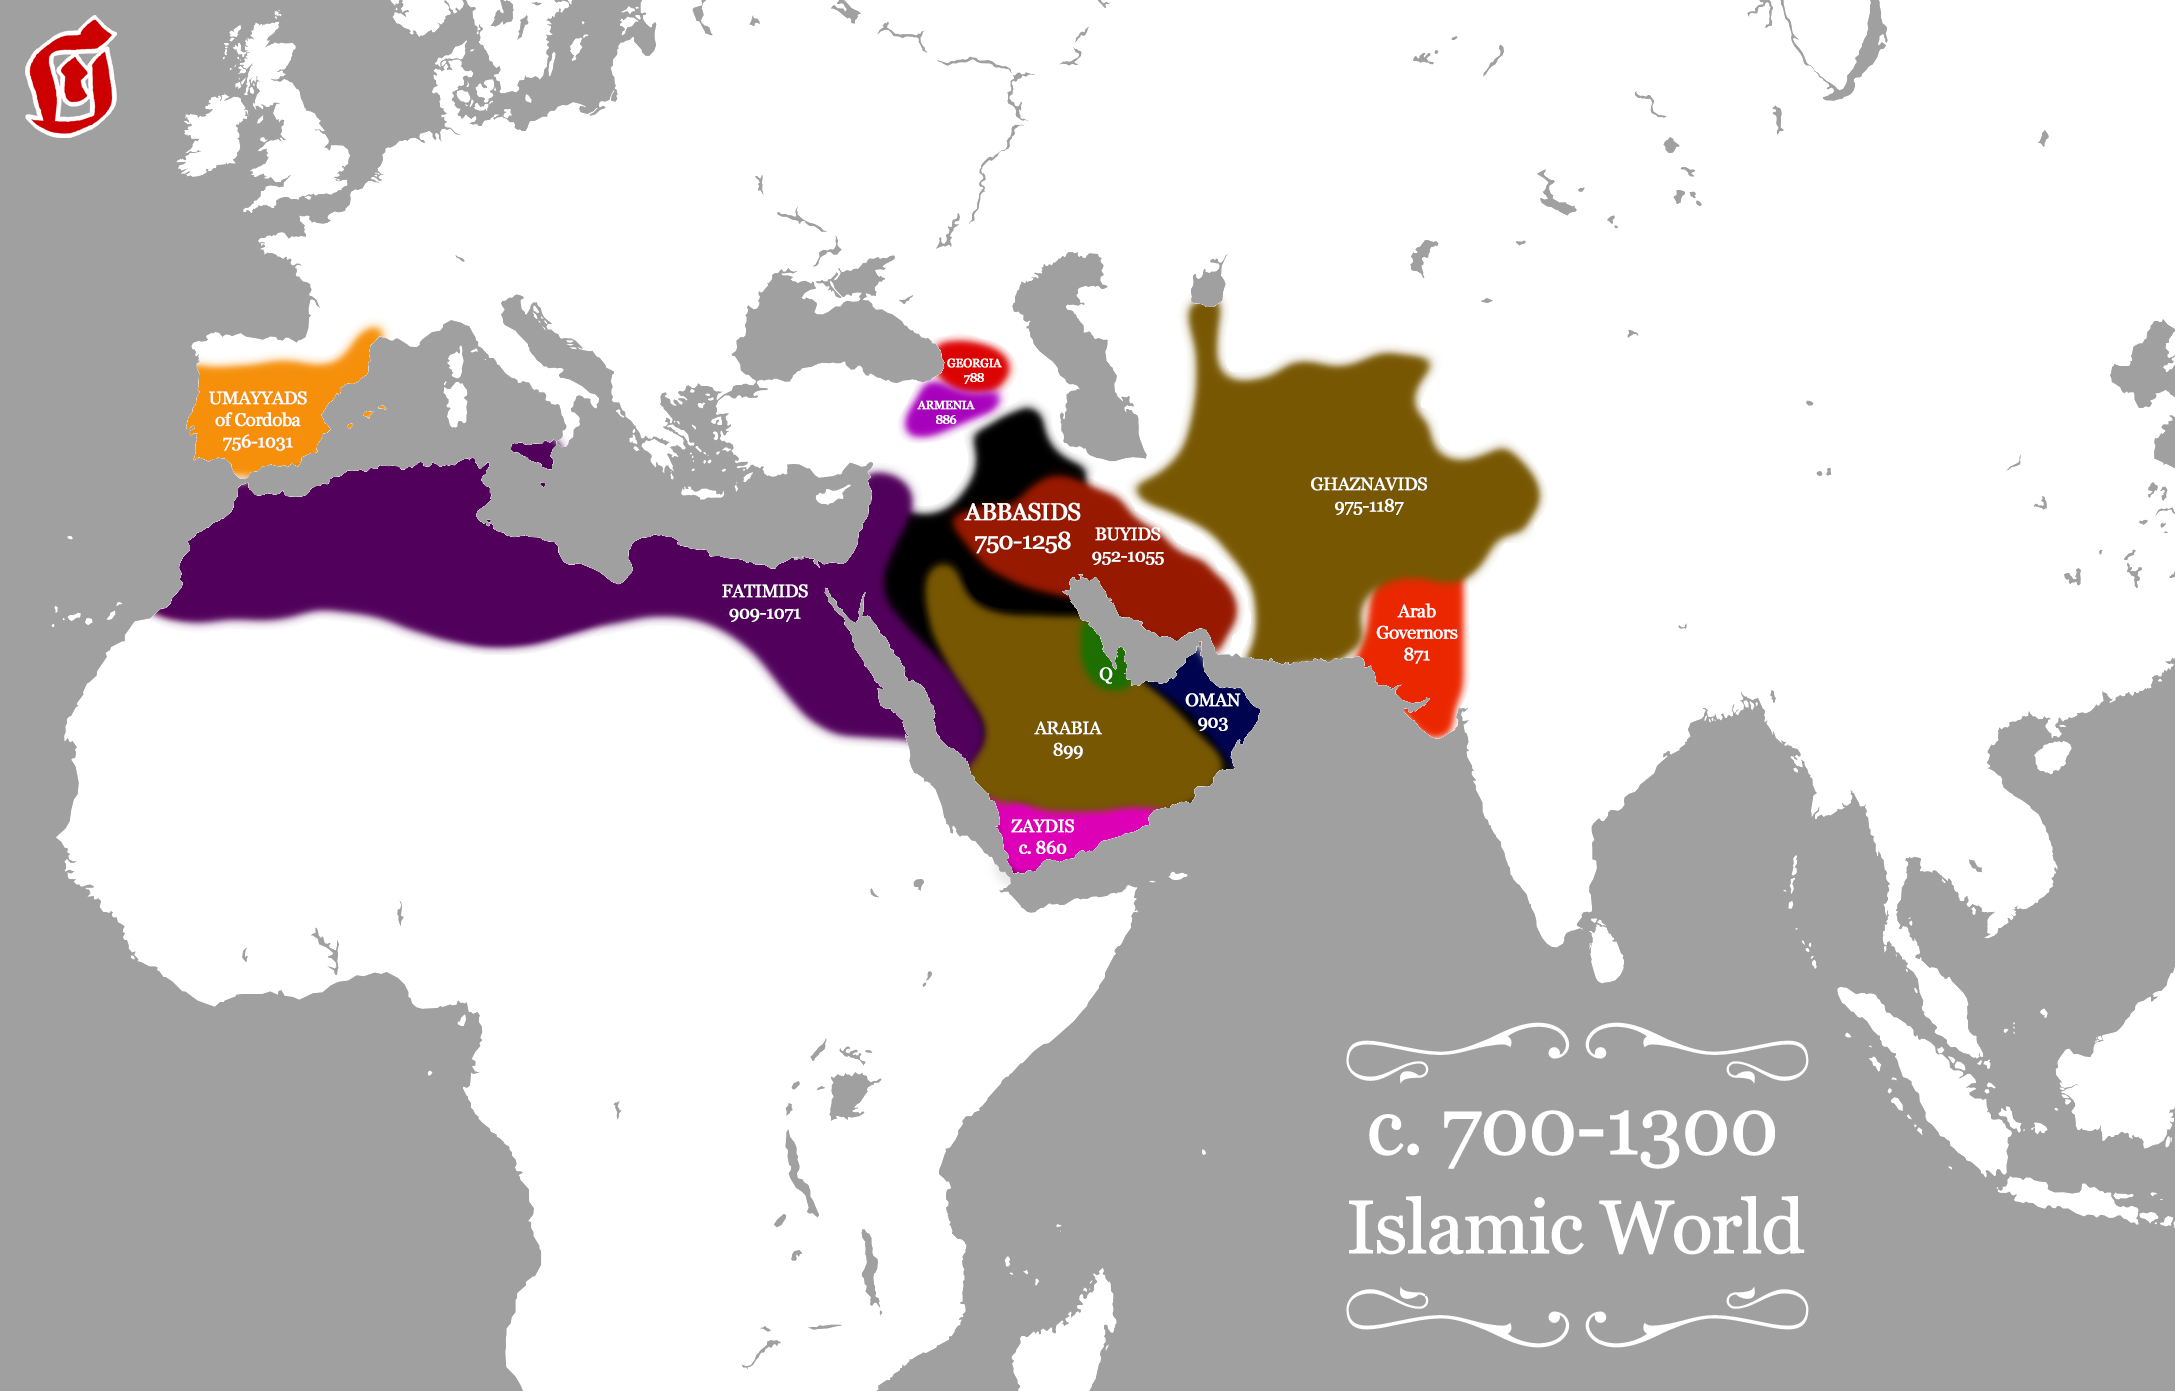 GEORGIA
788
ARMENIA
886
UMAYYADS
of Cordoba
756-1031
ABBASIDS
750-1258
BUYIDS
952-1055
GHAZNAVIDS
975-1187
FATIMIDS
909-1071
Arab
Governors
871
Q
OMAN
903
ARABIA
899
ZAYDIS
c. 860
c. 700-1300
Islamic World